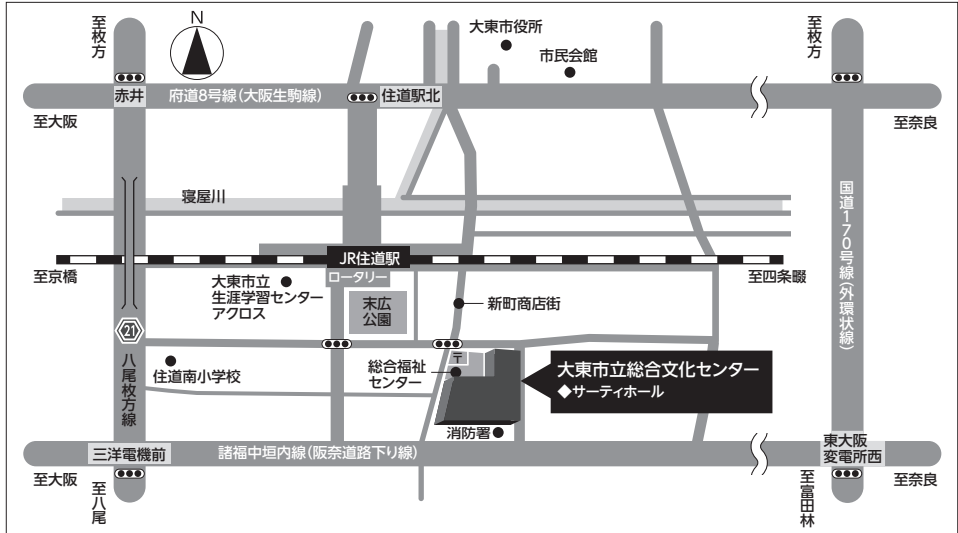 至枚方
N
大東市役所
市民会館
至枚方
赤井
府道8号線(大阪生駒線)
住道駅北
至大阪
至奈良
寝屋川
国道170号線(外環状線)
JR住道駅
至京橋
ロータリー
至四条畷
大東市立
生涯学習センター
アクロス
末広
公園
新町商店街
21
八尾枚方線
住道南小学校
総合福祉
センター
〒
大東市立総合文化センター
◆サーティホール
消防署
三洋電機前
諸福中垣内線(阪奈道路下り線)
東大阪
変電所西
至大阪
至八尾
至富田林
至奈良